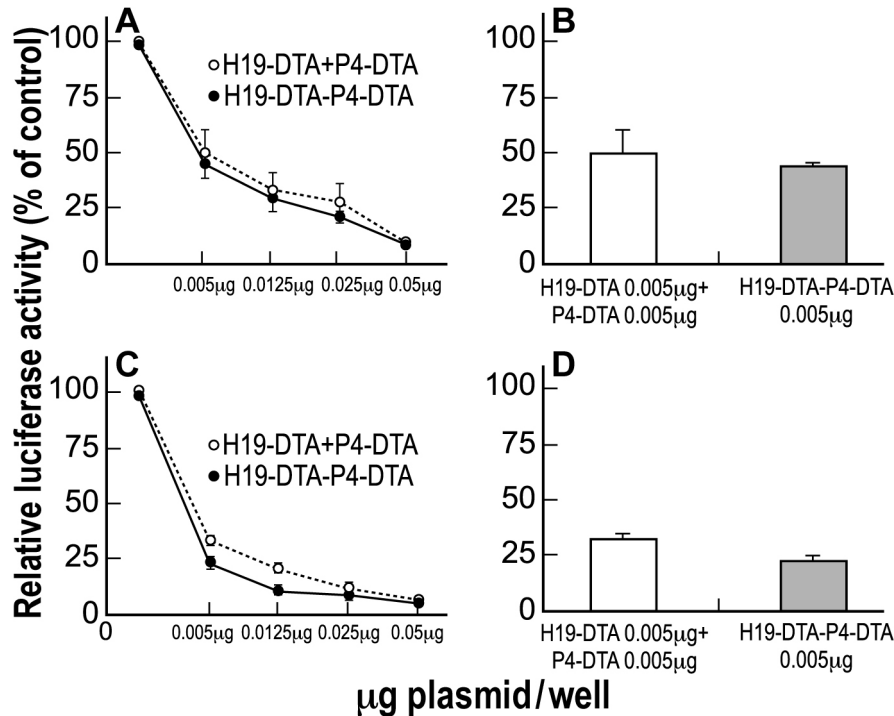 Relative luciferase activity (% of control)
A
100
75
50
25
0
H19-DTA+P4-DTA
H19-DTA-P4-DTA
0.005µg
0.0125µg
0.025µg
0.05µg
B
100
75
50
25
0
H19-DTA 0.005µg+
P4-DTA 0.005µg
H19-DTA-P4-DTA
0.005µg
C
100
75
50
25
0
H19-DTA+P4-DTA
H19-DTA-P4-DTA
0
0.005µg
0.0125µg
0.025µg
0.05µg
D
100
75
50
25
0
H19-DTA 0.005µg+
P4-DTA 0.005µg
H19-DTA-P4-DTA
0.005µg
µg plasmid/well